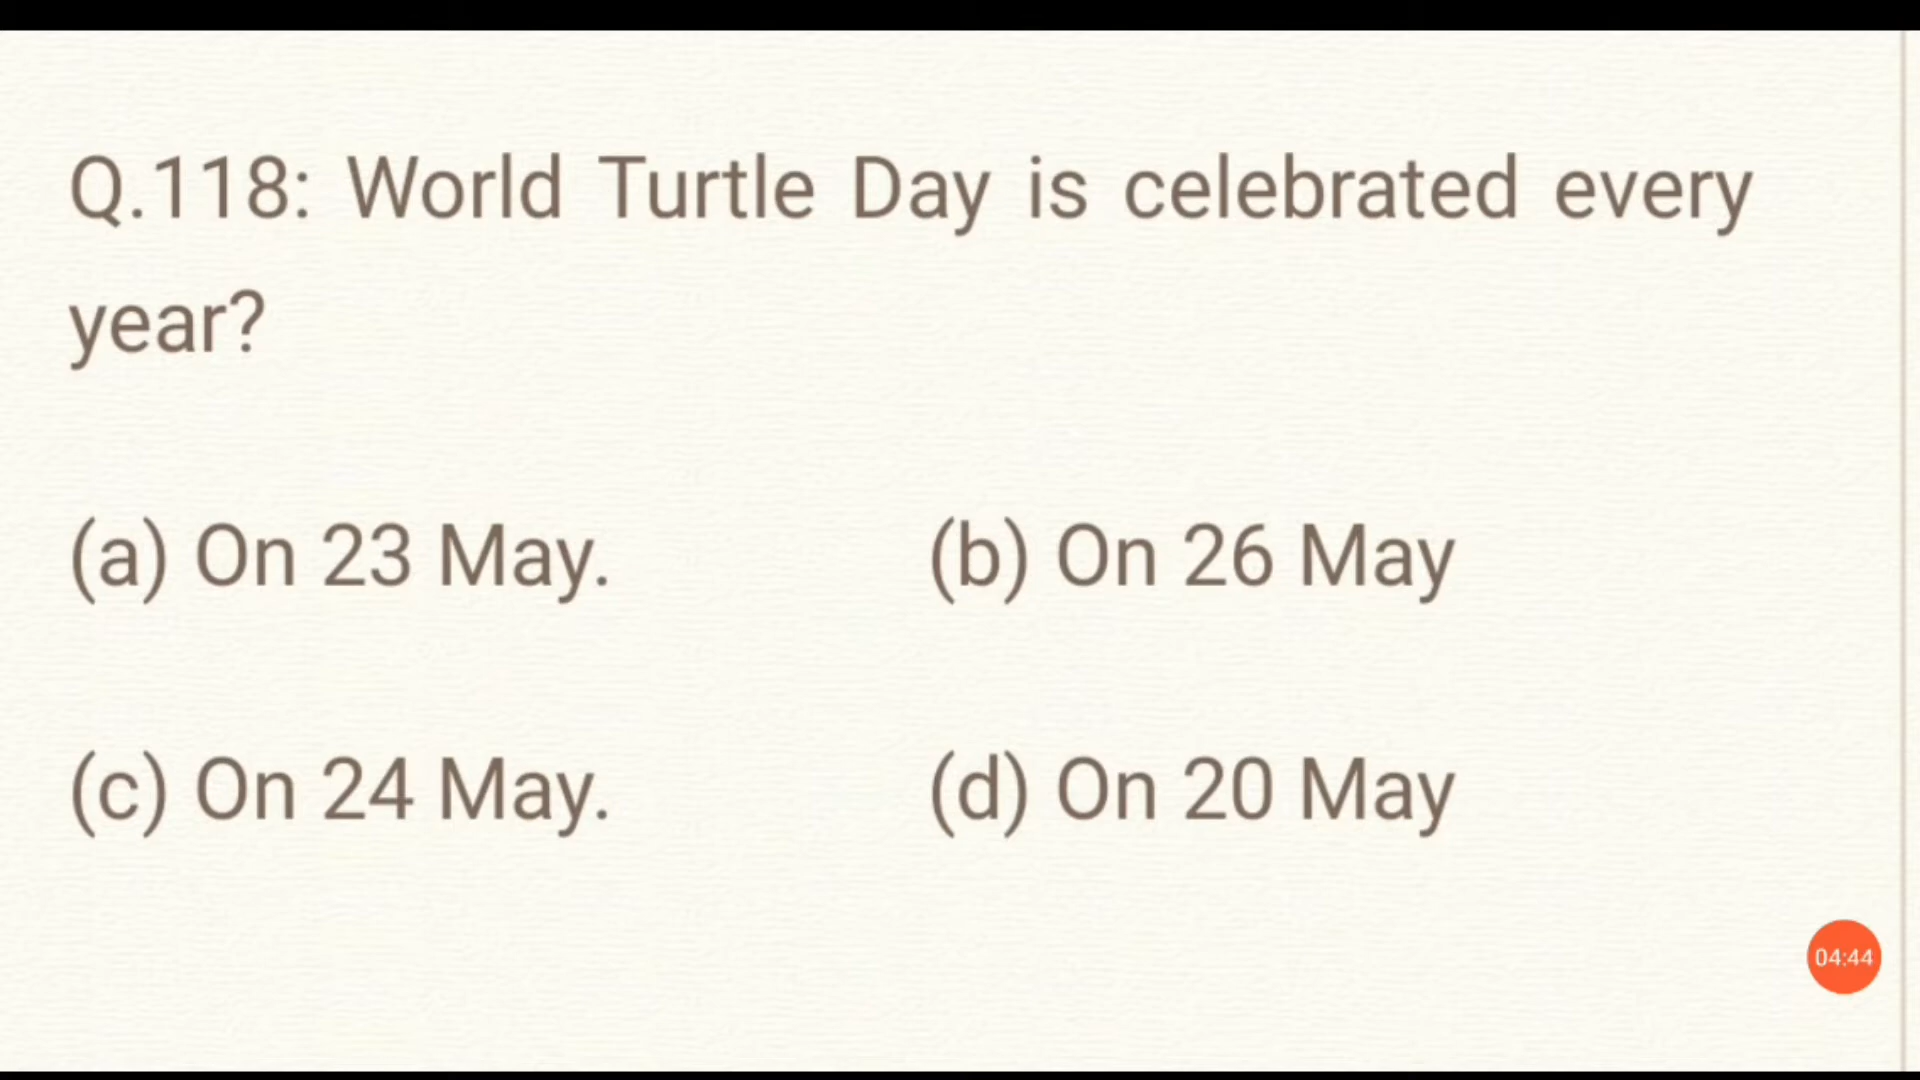 Q.118: World Turtle Day is celebrated every
year?
(a) On 23 May. (b) On 26 May
(c) On 24 May. (d) On 20 May
04:44